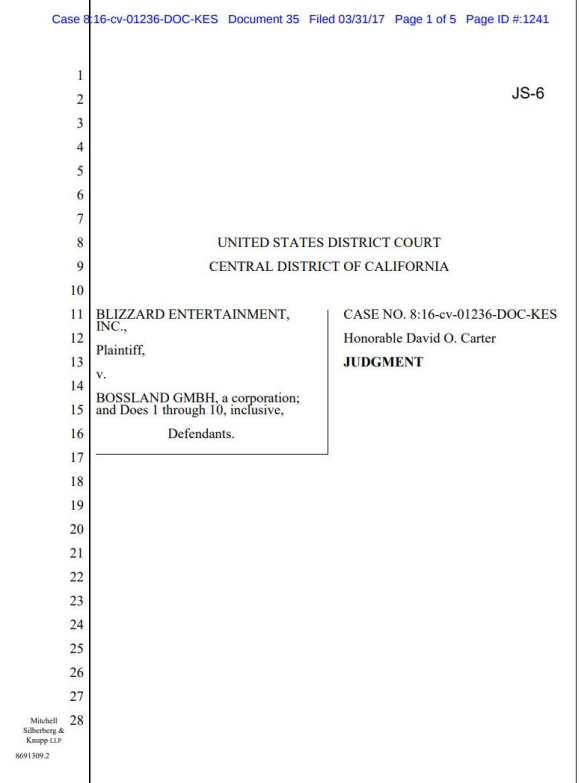 Case 8:16-cv-01236-DOC-KES Document 35 Filed 03/31/17 Page 1 of 5 Page ID #:1241
1
2
JS-6
3
4
5
6
7
8 UNITED STATES DISTRICT COURT
9 CENTRAL DISTRICT OF CALIFORNIA
10
11 BLIZZARD ENTERTAINMENT,
INC.,
12
Plaintiff,
13
v.
14
BOSSLAND GMBH, a corporation;
15 and Does 1 through 10, inclusive,
16 Defendants.
CASE NO. 8:16-cv-01236-DOC-KES
Honorable David O. Carter
JUDGMENT
17
18
19
20
21
22
23
24
25
26
27
28
Mitchell
Silberberg &
Knupp LLP
8691309.2